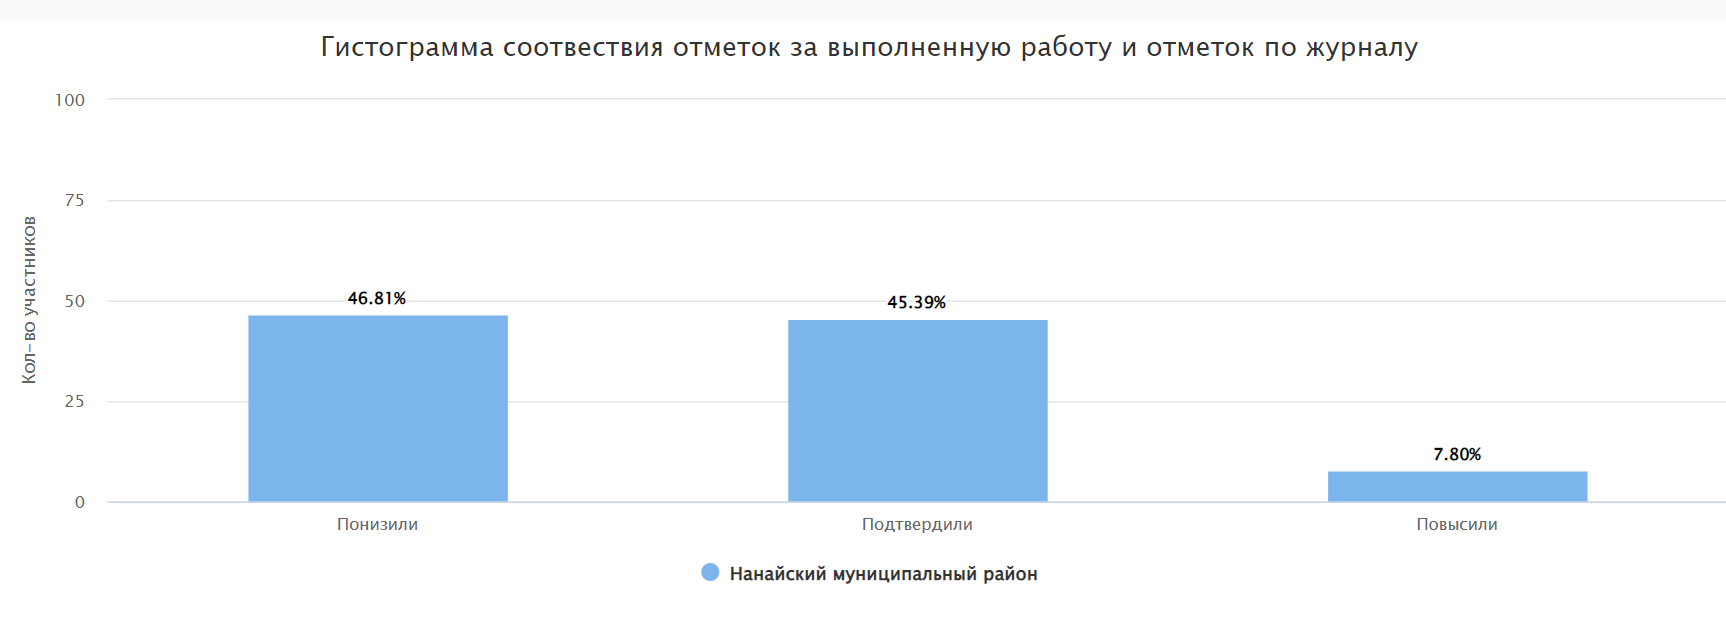 Гистограмма соотвествия отметок за выполненную работу и отметок по журналу
100
75
50
25
0
Кол-во участников
46.81%
45.39%
7.80%
Понизили
Подтвердили
Повысили
Нанайский муниципальный район